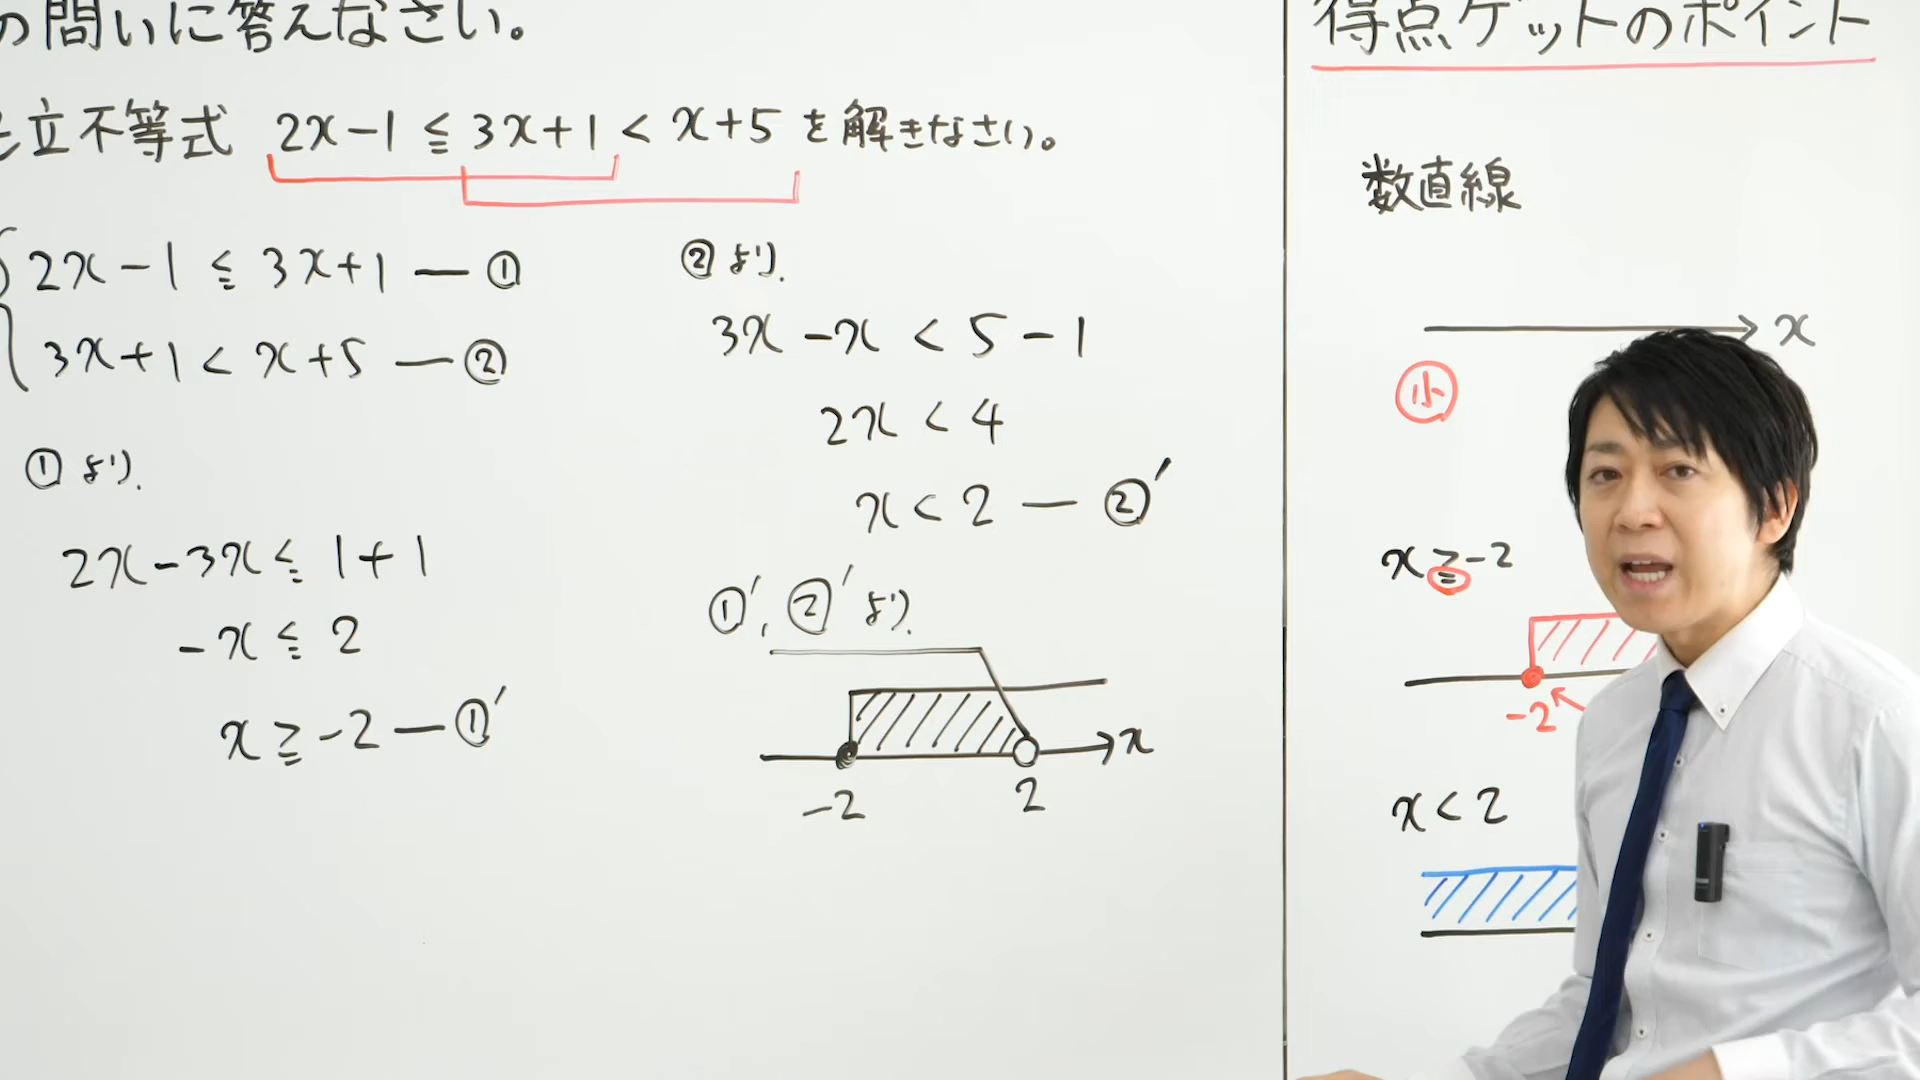 の問いに答えなさい。
立不等式 2x-1 ≦ 3x+1 < x+5 を解きなさい。
2x-1 ≦ 3x+1 — ①
3x+1 < x+5 — ②
①より、
2x-3x ≦ 1+1
-x ≦ 2
x ≧ -2 — ①′
②より、
3x-x < 5-1
2x < 4
x < 2 — ②′
①′, ②′より、
x
-2 2
得点ゲットのポイント
数直線
x
小
x ≧ -2
-2
x < 2